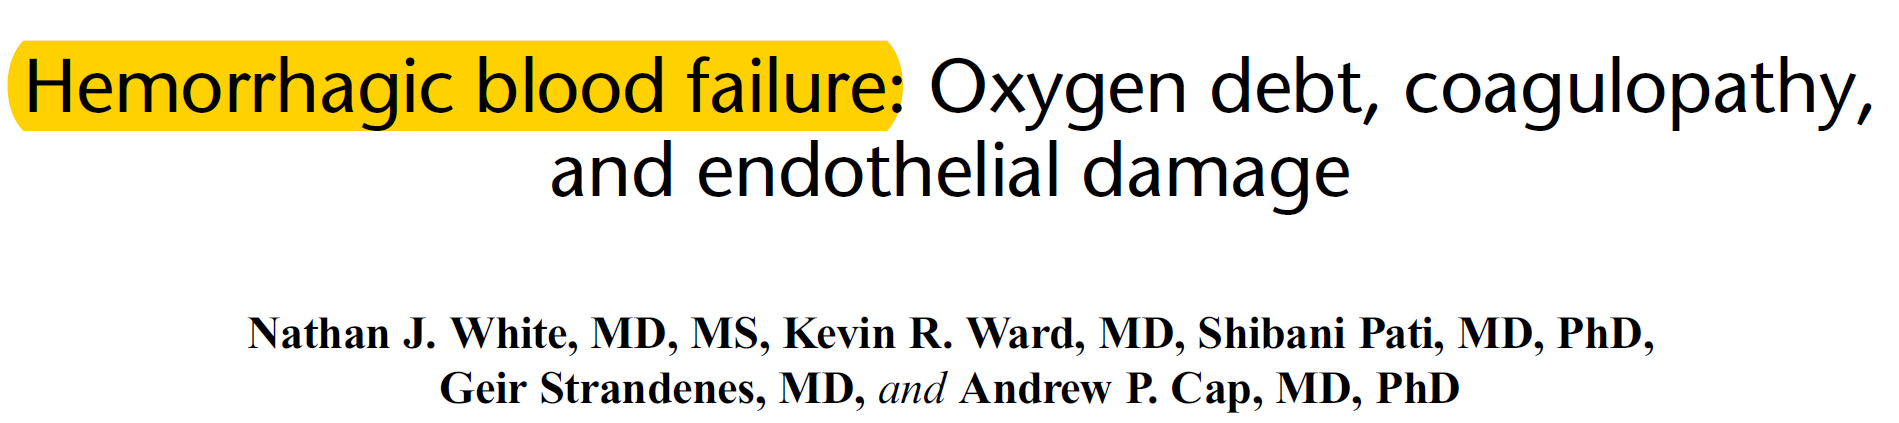 Hemorrhagic blood failure: Oxygen debt, coagulopathy,
and endothelial damage
Nathan J. White, MD, MS, Kevin R. Ward, MD, Shibani Pati, MD, PhD,
Geir Strandenes, MD, and Andrew P. Cap, MD, PhD